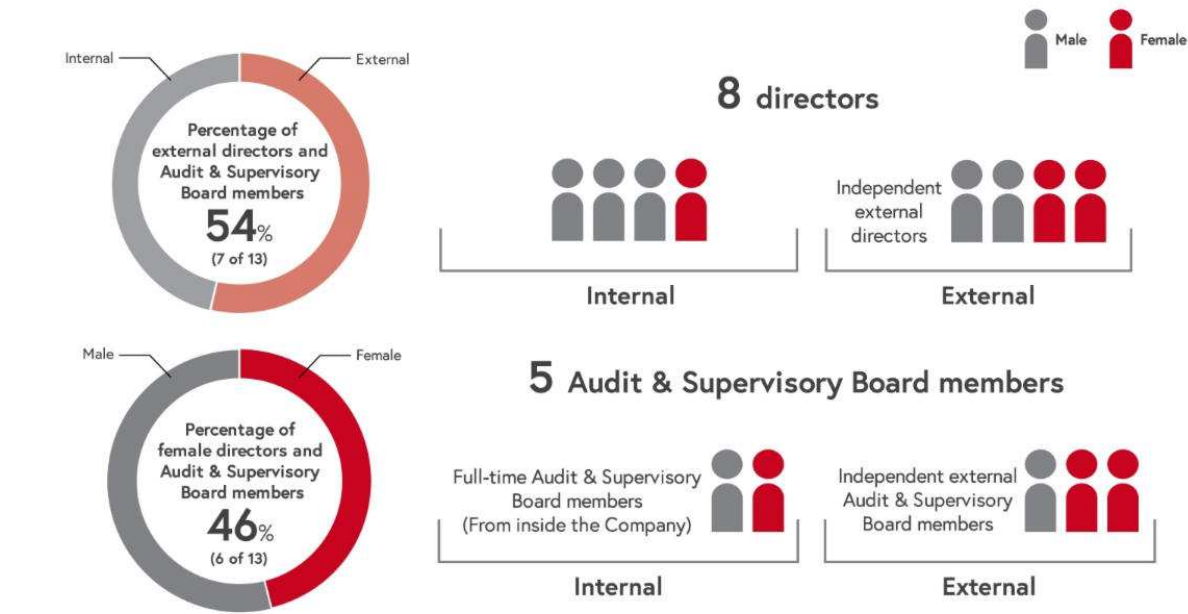 Male
Female
Internal
External
Percentage of
external directors and
Audit & Supervisory
Board members
54%
(7 of 13)
8 directors
Independent
external
directors
Internal
External
Male
Female
Percentage of
female directors and
Audit & Supervisory
Board members
46%
(6 of 13)
5 Audit & Supervisory Board members
Full-time Audit & Supervisory
Board members
(From inside the Company)
Independent external
Audit & Supervisory
Board members
Internal
External